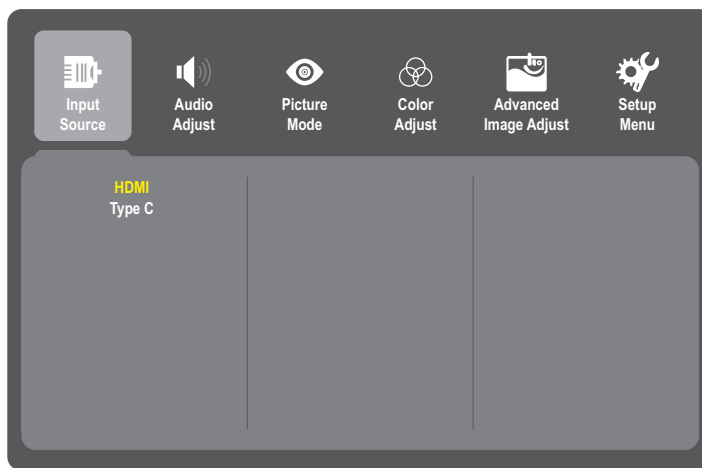 Input
Source
Audio
Adjust
Picture
Mode
Color
Adjust
Advanced
Image Adjust
Setup
Menu
HDMI
Type C